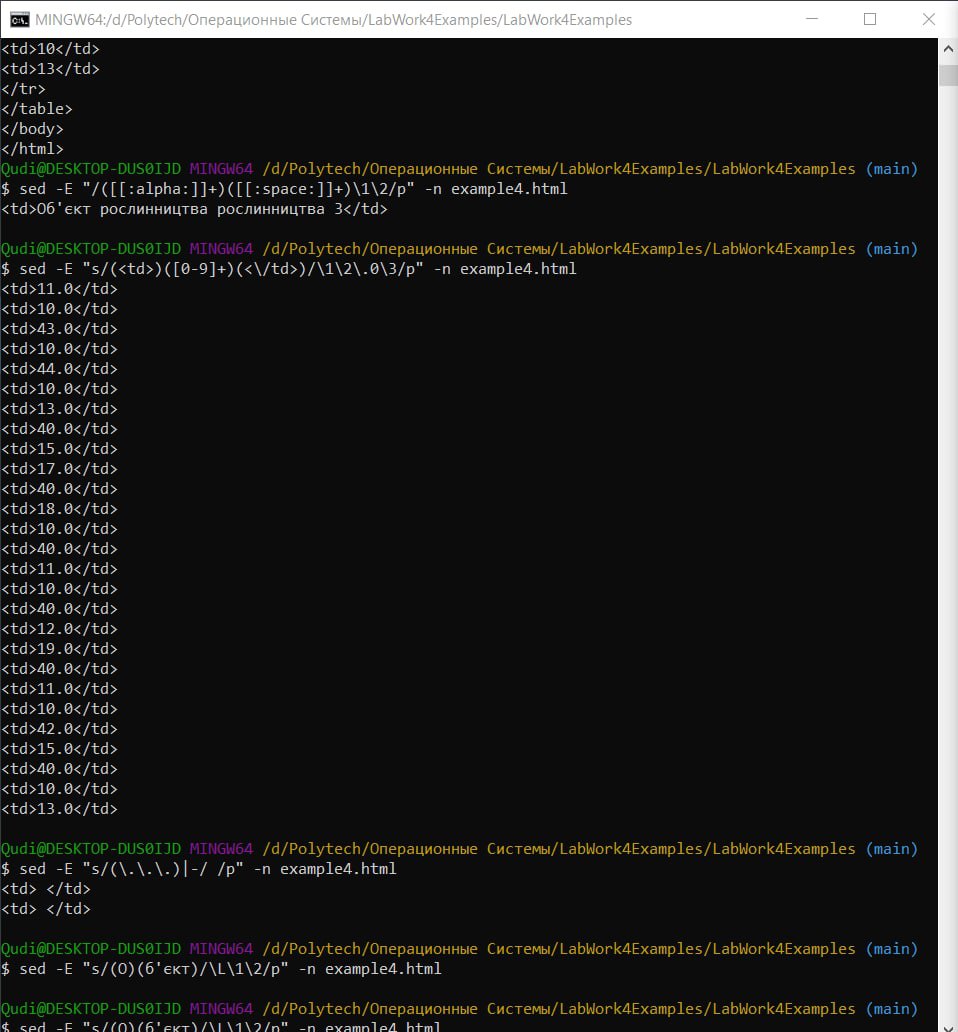 MINGW64:/d/Polytech/Операционные Системы/LabWork4Examples/LabWork4Examples
<td>10</td>
<td>13</td>
</tr>
</table>
</body>
</html>
Qudi@DESKTOP-DUS0IJD MINGW64 /d/Polytech/Операционные Системы/LabWork4Examples/LabWork4Examples (main)
$ sed -E "/([[:alpha:]]+)([[:space:]]+)\1\2/p" -n example4.html
<td>Об'єкт рослинництва рослинництва 3</td>
Qudi@DESKTOP-DUS0IJD MINGW64 /d/Polytech/Операционные Системы/LabWork4Examples/LabWork4Examples (main)
$ sed -E "s/(<td>)([0-9]+)(<\/td>)/\1\2\.0\3/p" -n example4.html
<td>11.0</td>
<td>10.0</td>
<td>43.0</td>
<td>10.0</td>
<td>44.0</td>
<td>10.0</td>
<td>13.0</td>
<td>40.0</td>
<td>15.0</td>
<td>17.0</td>
<td>40.0</td>
<td>18.0</td>
<td>10.0</td>
<td>40.0</td>
<td>11.0</td>
<td>10.0</td>
<td>40.0</td>
<td>12.0</td>
<td>19.0</td>
<td>40.0</td>
<td>11.0</td>
<td>10.0</td>
<td>42.0</td>
<td>15.0</td>
<td>40.0</td>
<td>10.0</td>
<td>13.0</td>
Qudi@DESKTOP-DUS0IJD MINGW64 /d/Polytech/Операционные Системы/LabWork4Examples/LabWork4Examples (main)
$ sed -E "s/(\.\.\.)|-/ /p" -n example4.html
<td> </td>
<td> </td>
Qudi@DESKTOP-DUS0IJD MINGW64 /d/Polytech/Операционные Системы/LabWork4Examples/LabWork4Examples (main)
$ sed -E "s/(О)(б'єкт)/\L\1\2/p" -n example4.html
Qudi@DESKTOP-DUS0IJD MINGW64 /d/Polytech/Операционные Системы/LabWork4Examples/LabWork4Examples (main)
$ sed -E "s/(О)(б'єкт)/\L\1\2/p" -n example4.html